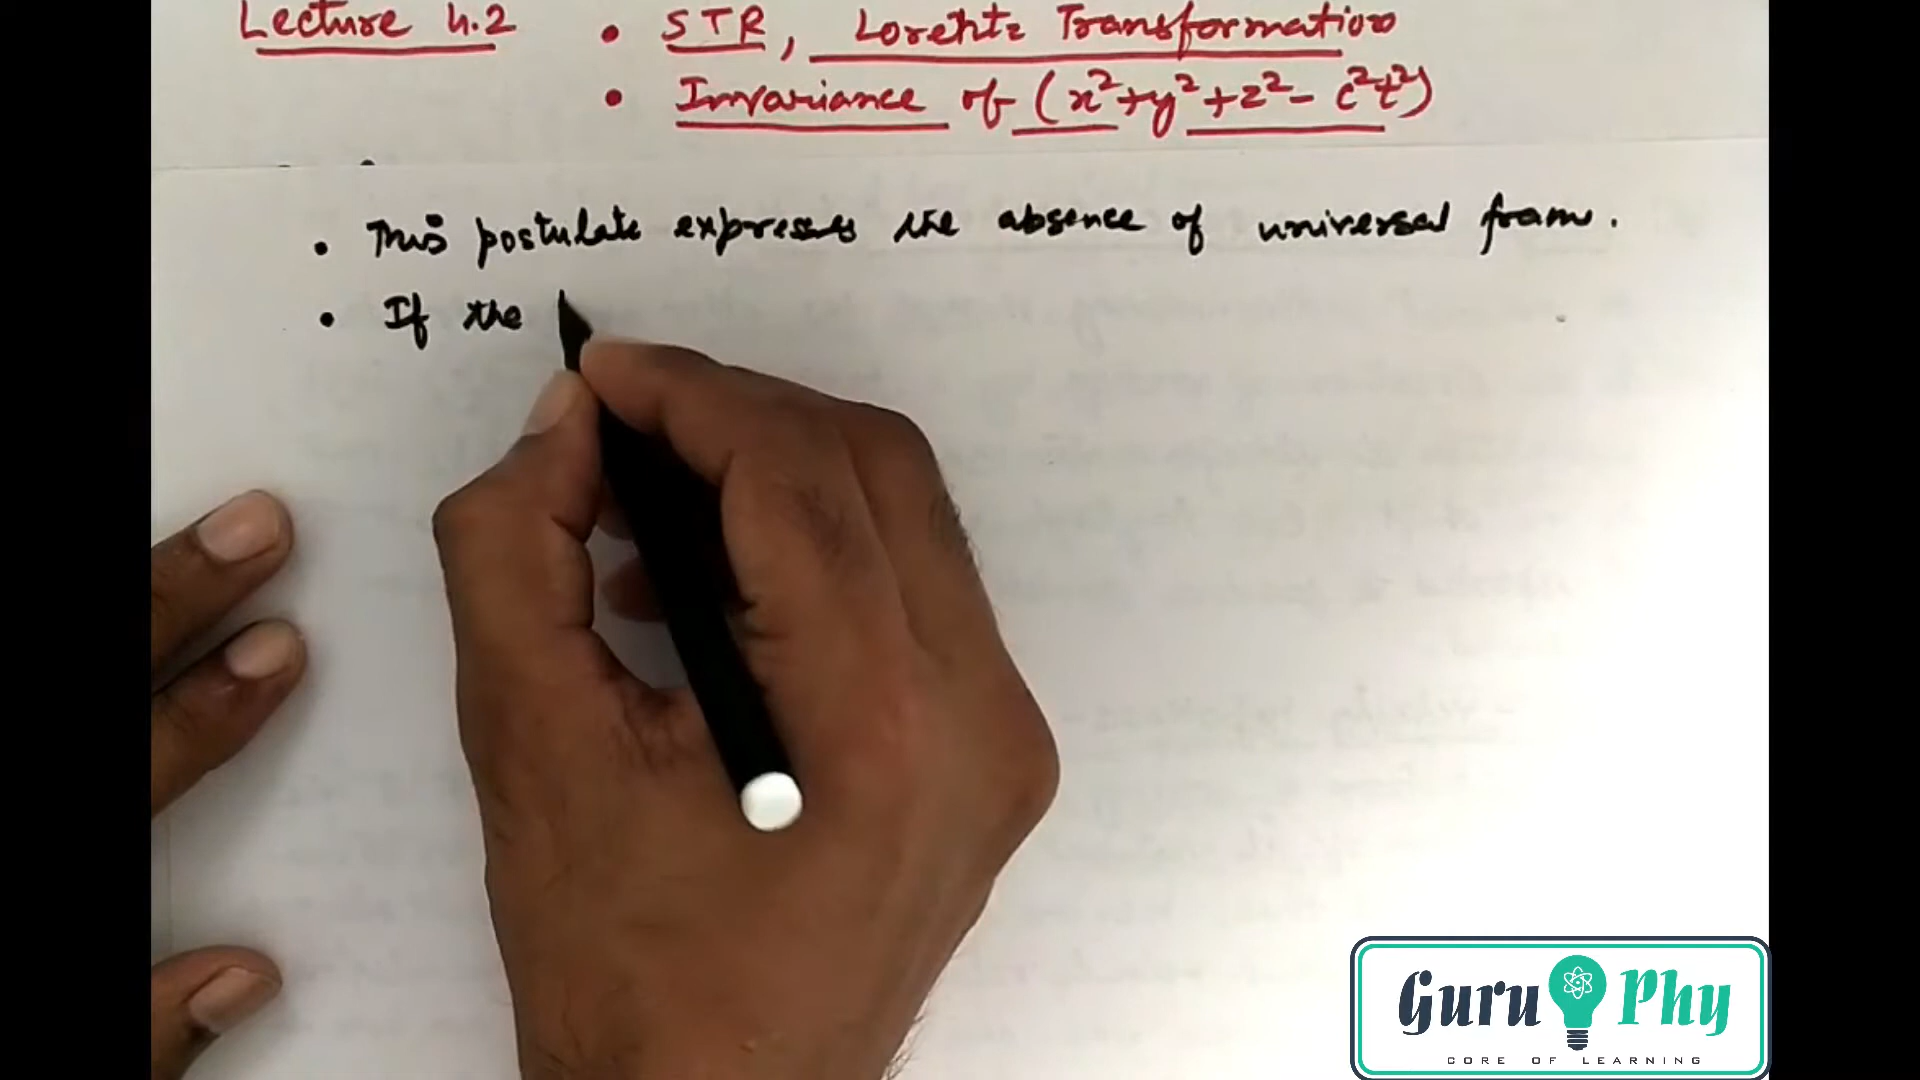 Lecture 4.2 • STR, Lorentz Transformation
• Invariance of (x²+y²+z²- c²t²)
• This postulate expresses the absence of universal frame.
• If the
Guru Phy
CORE OF LEARNING